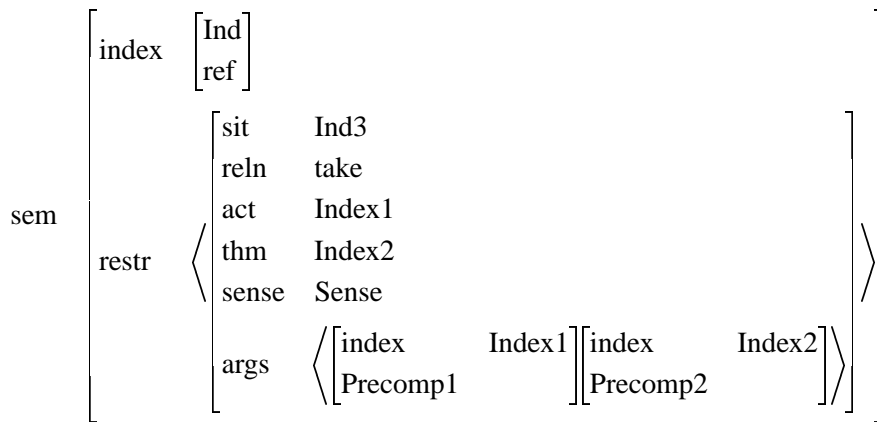 sem
index Ind
ref
restr
sit Ind3
reln take
act Index1
thm Index2
sense Sense
args index Index1 index Index2
Precomp1 Precomp2